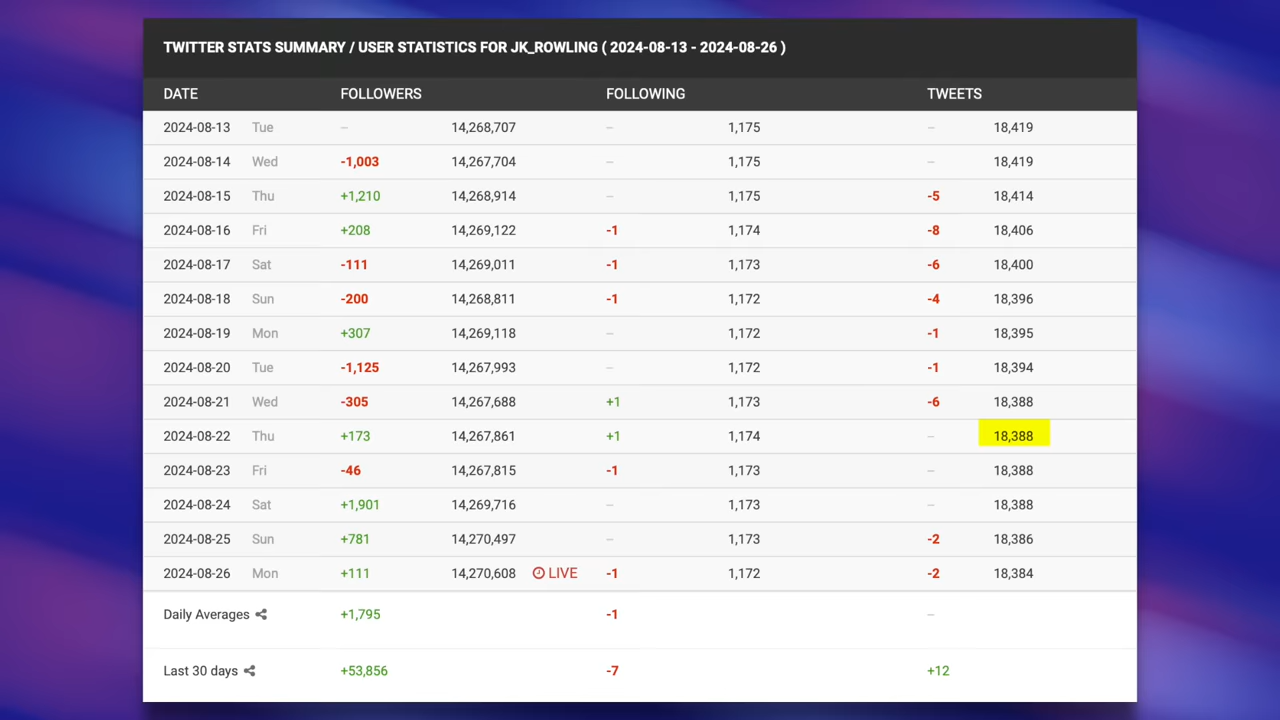 TWITTER STATS SUMMARY / USER STATISTICS FOR JK_ROWLING ( 2024-08-13 - 2024-08-26 )
DATE FOLLOWERS FOLLOWING TWEETS
2024-08-13 Tue -- 14,268,707 -- 1,175 -- 18,419
2024-08-14 Wed -1,003 14,267,704 -- 1,175 -- 18,419
2024-08-15 Thu +1,210 14,268,914 -- 1,175 -5 18,414
2024-08-16 Fri +208 14,269,122 -1 1,174 -8 18,406
2024-08-17 Sat -111 14,269,011 -1 1,173 -6 18,400
2024-08-18 Sun -200 14,268,811 -1 1,172 -4 18,396
2024-08-19 Mon +307 14,269,118 -- 1,172 -1 18,395
2024-08-20 Tue -1,125 14,267,993 -- 1,172 -1 18,394
2024-08-21 Wed -305 14,267,688 +1 1,173 -6 18,388
2024-08-22 Thu +173 14,267,861 +1 1,174 -- 18,388
2024-08-23 Fri -46 14,267,815 -1 1,173 -- 18,388
2024-08-24 Sat +1,901 14,269,716 -- 1,173 -- 18,388
2024-08-25 Sun +781 14,270,497 -- 1,173 -2 18,386
2024-08-26 Mon +111 14,270,608 LIVE -1 1,172 -2 18,384
Daily Averages +1,795 -1 --
Last 30 days +53,856 -7 +12